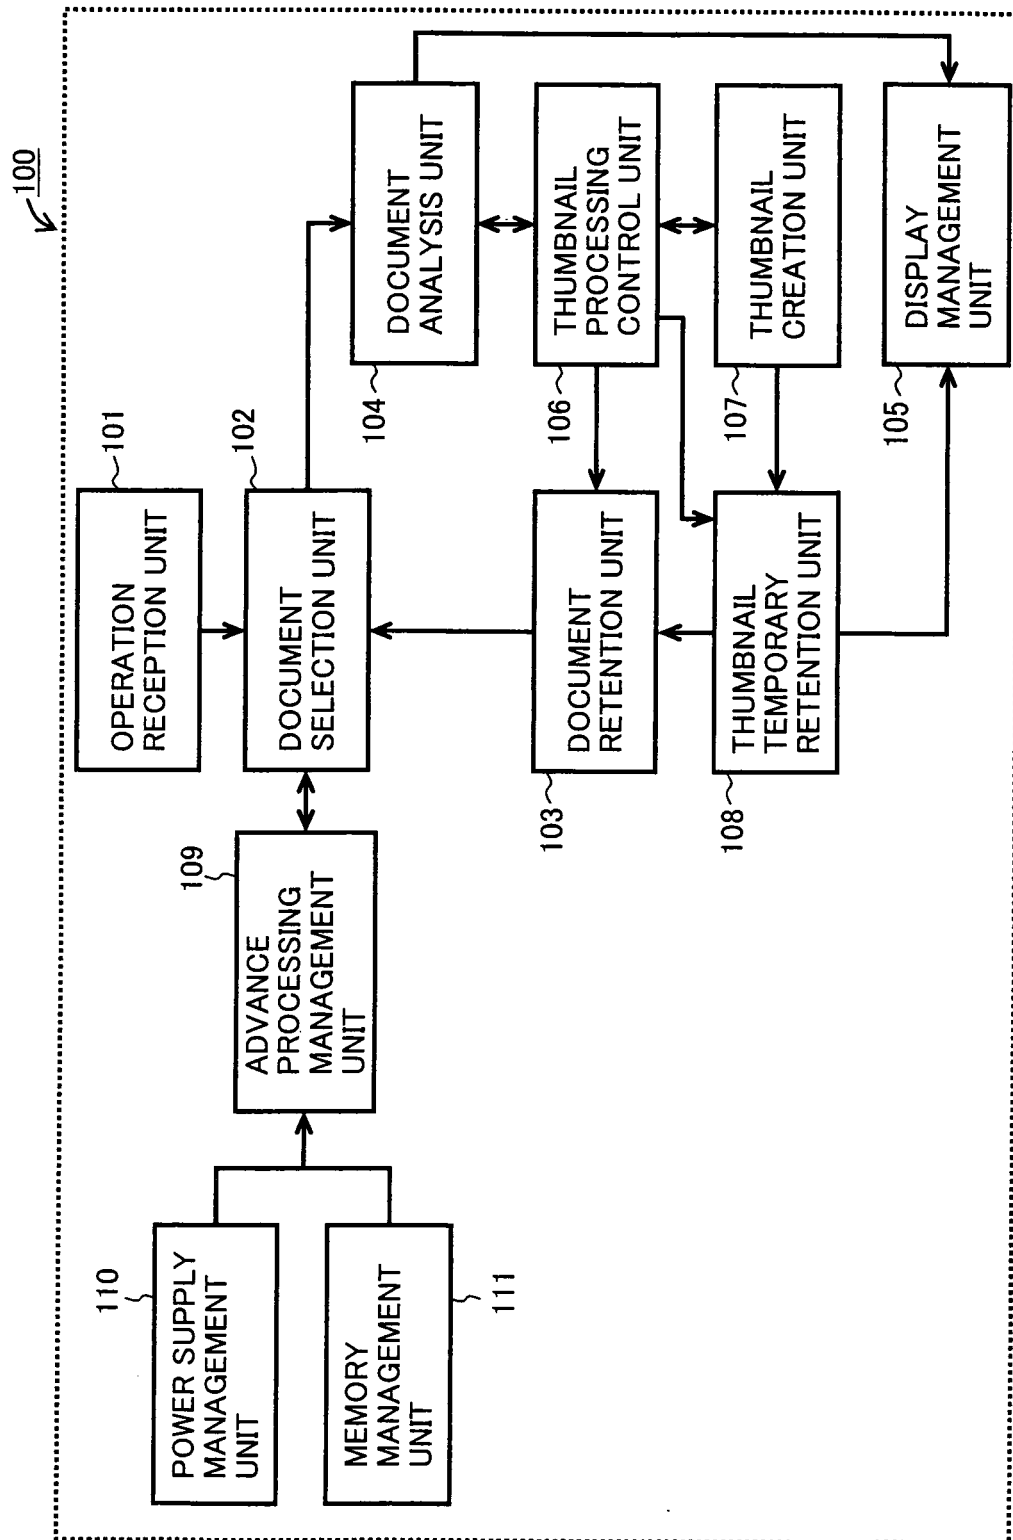 100
101
OPERATION
RECEPTION UNIT
102
DOCUMENT
SELECTION UNIT
104
DOCUMENT
ANALYSIS UNIT
109
ADVANCE
PROCESSING
MANAGEMENT
UNIT
110
POWER SUPPLY
MANAGEMENT
UNIT
111
MEMORY
MANAGEMENT
UNIT
106
THUMBNAIL
PROCESSING
CONTROL UNIT
103
DOCUMENT
RETENTION UNIT
107
THUMBNAIL
CREATION UNIT
108
THUMBNAIL
TEMPORARY
RETENTION UNIT
105
DISPLAY
MANAGEMENT
UNIT